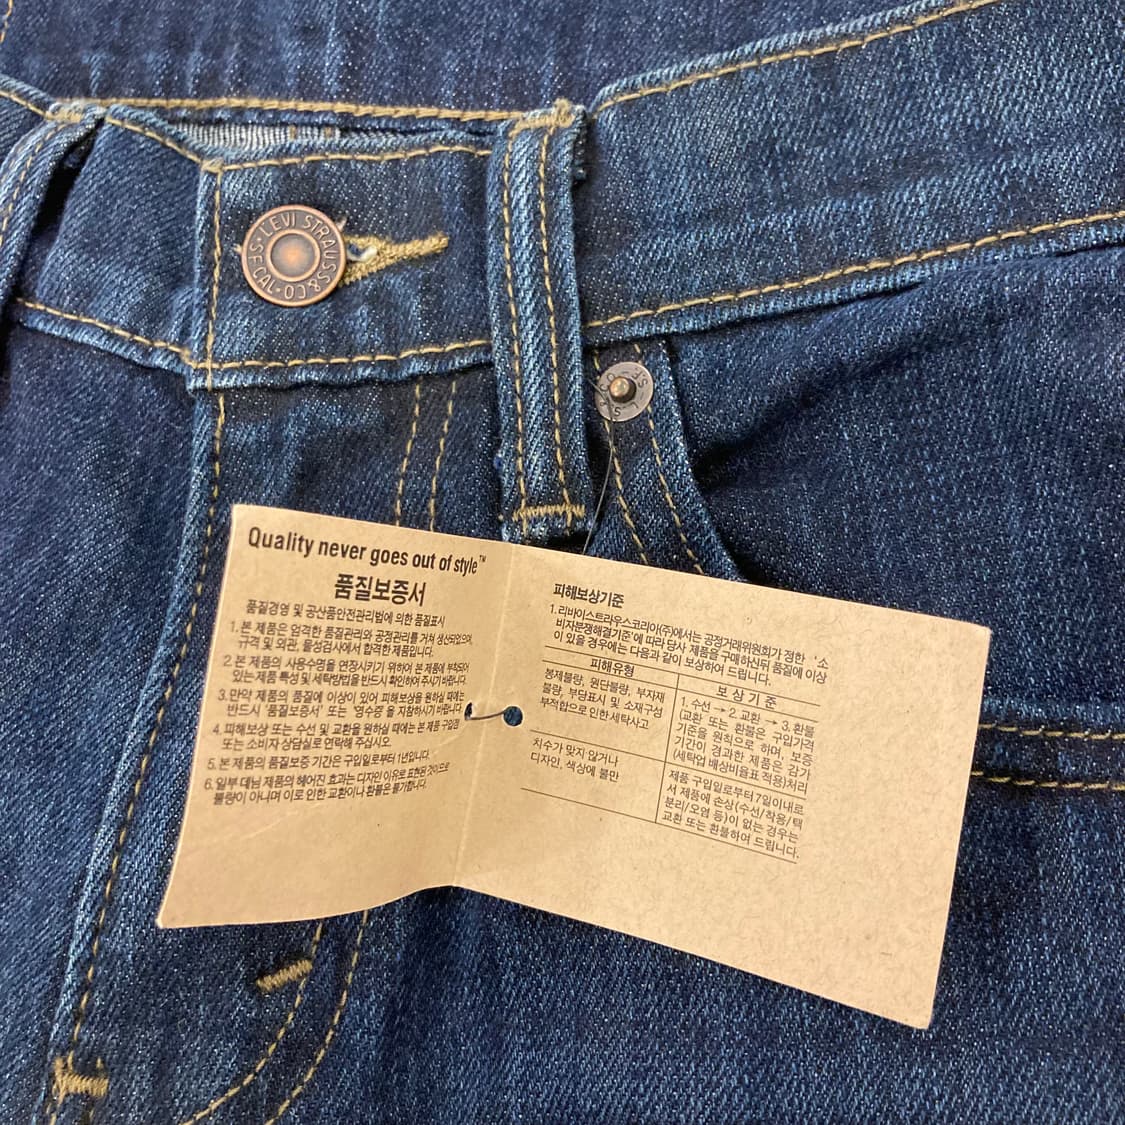 LEVI STRAUSS & CO
S.F. CAL.
Quality never goes out of style™
품질보증서
품질경영 및 공산품안전관리법에 의한 품질표시
1. 본 제품은 엄격한 품질관리와 공정관리를 거쳐 생산되었으며,
규격 및 외관, 물성검사에서 합격한 제품입니다.
2. 본 제품의 사용수명을 연장시키기 위하여 본 제품에 부착되어
있는 제품 특성 및 세탁방법을 반드시 확인하여 주시기 바랍니다.
3. 만약 제품의 품질에 이상이 있어 피해보상을 원하실 때에는
반드시 '품질보증서' 또는 '영수증'을 지참하시기 바랍니다.
4. 피해보상 또는 수선 및 교환을 원하실 때에는 본 제품 구입점
또는 소비자 상담실로 연락해 주십시오.
5. 본 제품의 품질보증 기간은 구입일로부터 1년입니다.
6. 일부 데님 제품의 헤어진 효과는 디자인 이유로 표현된 것이므로
불량이 아니며 이로 인한 교환이나 환불은 불가합니다.
피해보상기준
1. 리바이스트라우스코리아(주)에서는 공정거래위원회가 정한 '소
비자분쟁해결기준'에 따라 당사 제품을 구매하신뒤 품질에 이상
이 있을 경우에는 다음과 같이 보상하여 드립니다.
피해유형
보상기준
봉제불량, 원단불량, 부자재
불량, 부당표시 및 소재구성
부적합으로 인한 세탁사고
1. 수선 → 2. 교환 → 3. 환불
(교환 또는 환불은 구입가격
기준을 원칙으로 하며, 보증
기간이 경과한 제품은 감가
(세탁업 배상비율표 적용)처리
치수가 맞지 않거나
디자인, 색상에 불만
제품 구입일로부터 7일이내로
서 제품에 손상(수선/착용/택
분리/오염 등)이 없는 경우는
교환 또는 환불하여 드립니다.